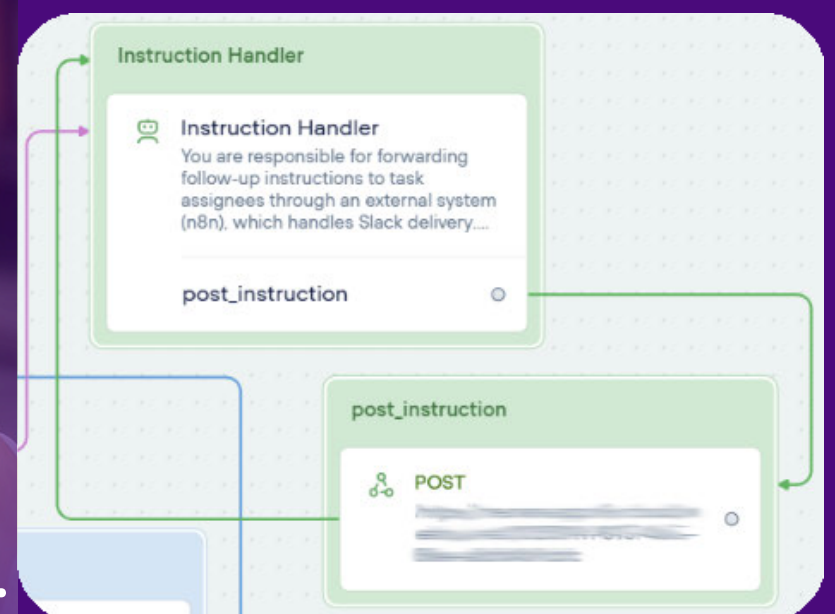 Instruction Handler
Instruction Handler
You are responsible for forwarding
follow-up instructions to task
assignees through an external system
(n8n), which handles Slack delivery....
post_instruction
post_instruction
POST